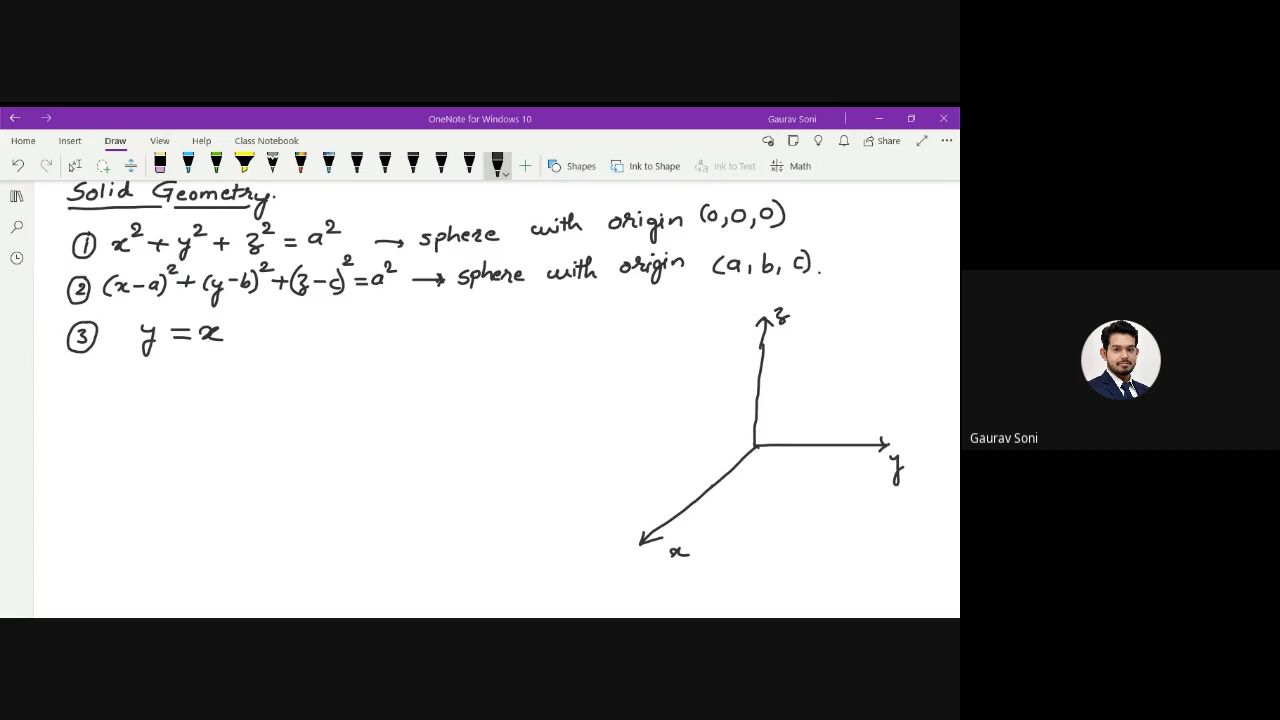 OneNote for Windows 10
Gaurav Soni
Home Insert Draw View Help Class Notebook Share
Shapes Ink to Shape Ink to Text Math
Solid Geometry.
① x² + y² + z² = a² → sphere with origin (0,0,0)
② (x-a)² + (y-b)² + (z-c)² = a² → sphere with origin (a, b, c).
③ y = x
z
y
x
Gaurav Soni